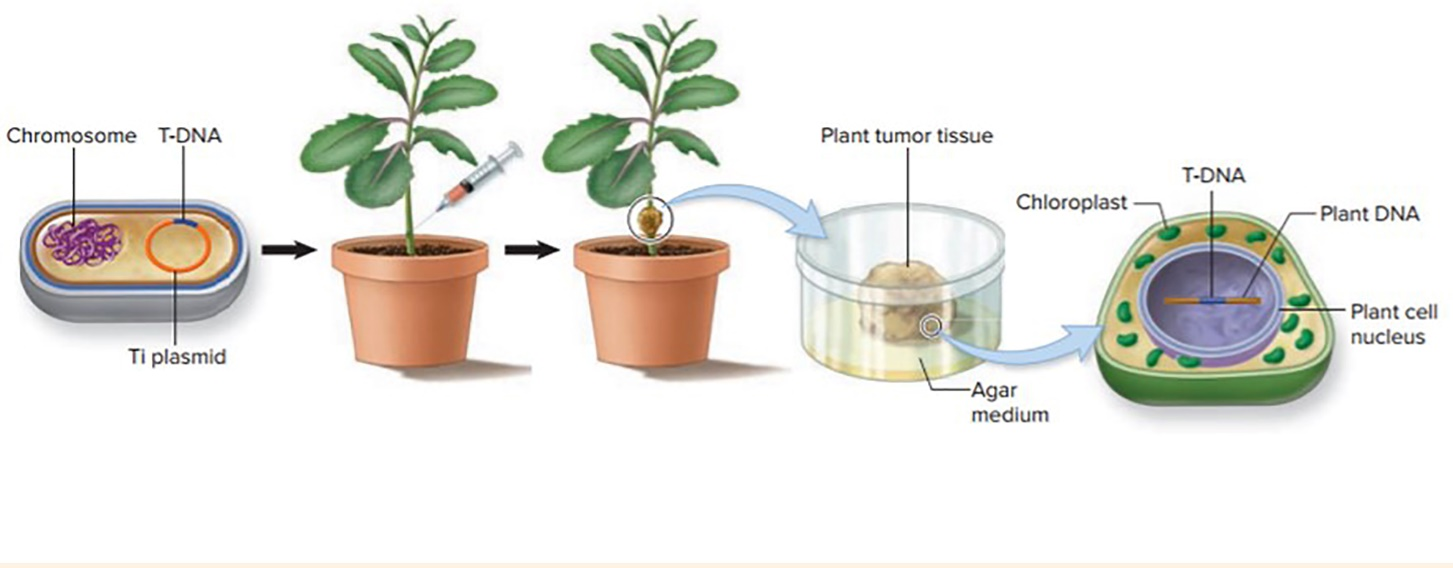 Chromosome
T-DNA
Ti plasmid
Plant tumor tissue
Agar
medium
Chloroplast
T-DNA
Plant DNA
Plant cell
nucleus